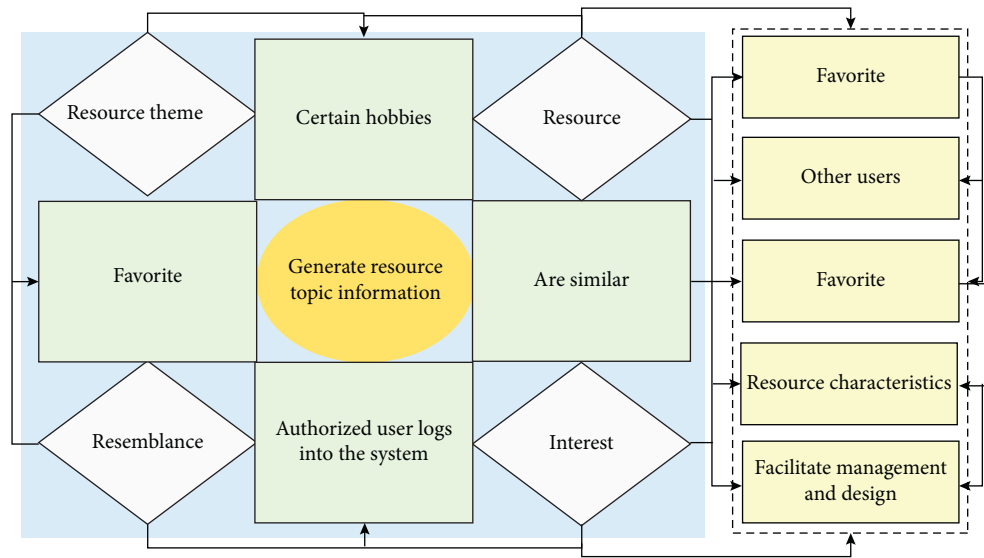 Resource theme
Certain hobbies
Resource
Favorite
Other users
Favorite
Generate resource
topic information
Are similar
Favorite
Resource characteristics
Resemblance
Authorized user logs
into the system
Interest
Facilitate management
and design